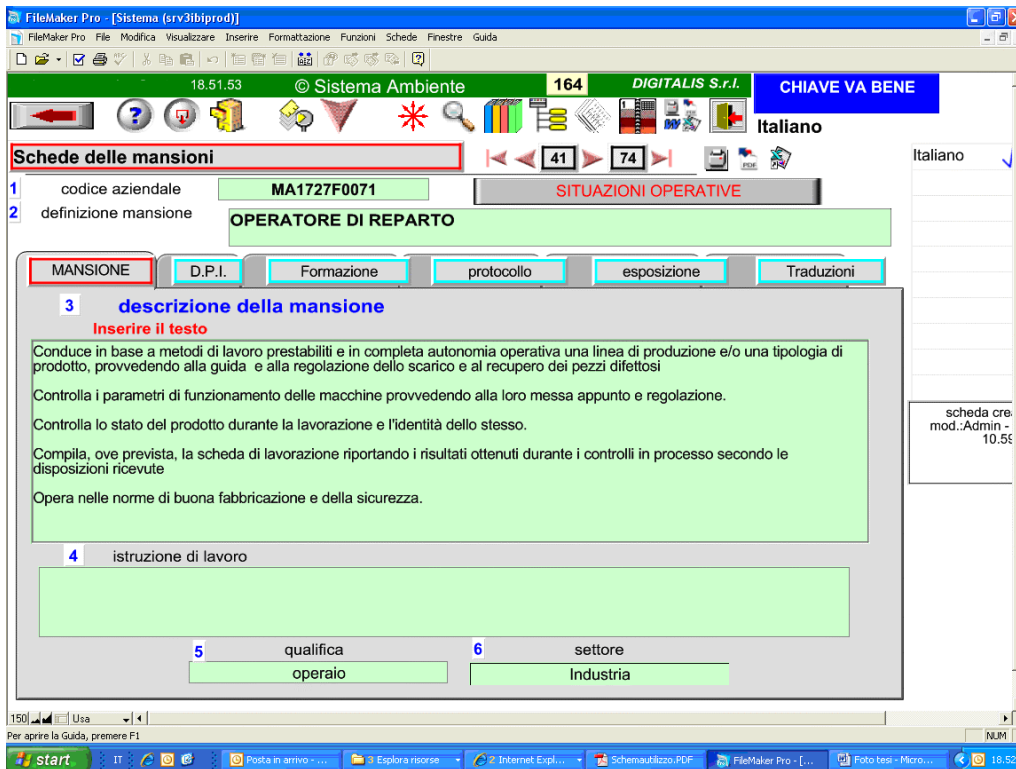 FileMaker Pro - [Sistema (srv3ibiprod)]
FileMaker Pro File Modifica Visualizzare Inserire Formattazione Funzioni Schede Finestre Guida
18.51.53 © Sistema Ambiente 164 DIGITALIS S.r.l. CHIAVE VA BENE
Italiano
Schede delle mansioni 41 74 PDF Italiano
1 codice aziendale MA1727F0071 SITUAZIONI OPERATIVE
2 definizione mansione OPERATORE DI REPARTO
MANSIONE D.P.I. Formazione protocollo esposizione Traduzioni
3 descrizione della mansione
Inserire il testo
Conduce in base a metodi di lavoro prestabiliti e in completa autonomia operativa una linea di produzione e/o una tipologia di
prodotto, provvedendo alla guida e alla regolazione dello scarico e al recupero dei pezzi difettosi
Controlla i parametri di funzionamento delle macchine provvedendo alla loro messa appunto e regolazione.
Controlla lo stato del prodotto durante la lavorazione e l'identità dello stesso.
Compila, ove prevista, la scheda di lavorazione riportando i risultati ottenuti durante i controlli in processo secondo le
disposizioni ricevute
Opera nelle norme di buona fabbricazione e della sicurezza.
scheda cre
mod.:Admin -
10.59
4 istruzione di lavoro
5 qualifica 6 settore
operaio Industria
150 Usa
Per aprire la Guida, premere F1 NUM
start IT Posta in arrivo - ... 3 Esplora risorse 2 Internet Expl... Schemautilizzo.PDF FileMaker Pro - [... Foto tesi - Micro... 18.52